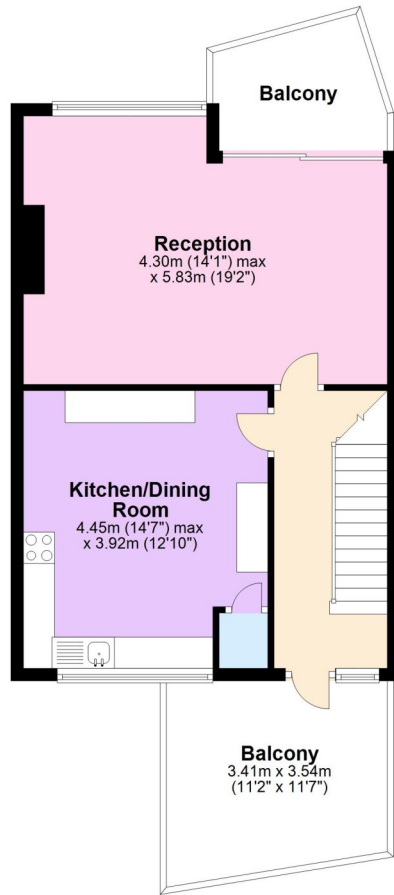 Balcony
Reception
4.30m (14'1") max
x 5.83m (19'2")
Kitchen/Dining
Room
4.45m (14'7") max
x 3.92m (12'10")
Balcony
3.41m x 3.54m
(11'2" x 11'7")